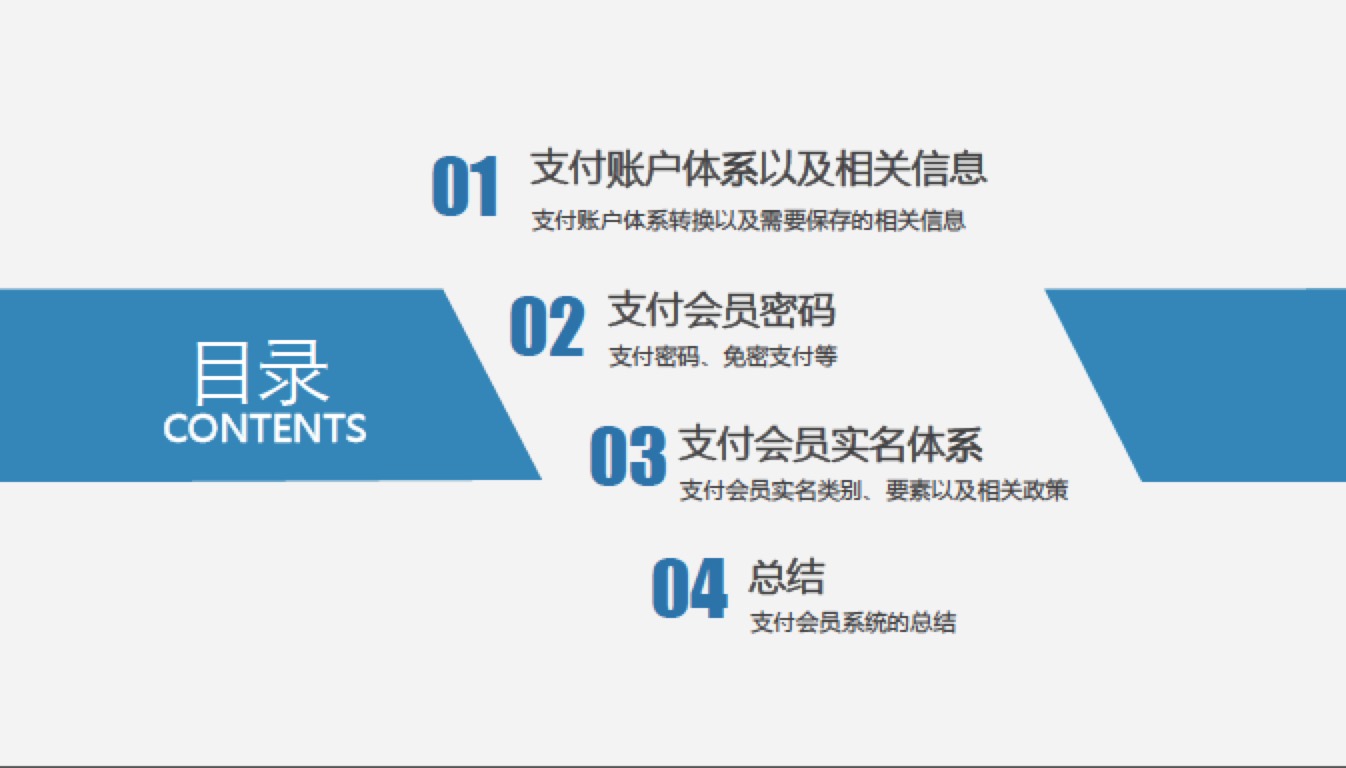 目录
CONTENTS
01
支付账户体系以及相关信息
支付账户体系转换以及需要保存的相关信息
02
支付会员密码
支付密码、免密支付等
03
支付会员实名体系
支付会员实名类别、要素以及相关政策
04
总结
支付会员系统的总结